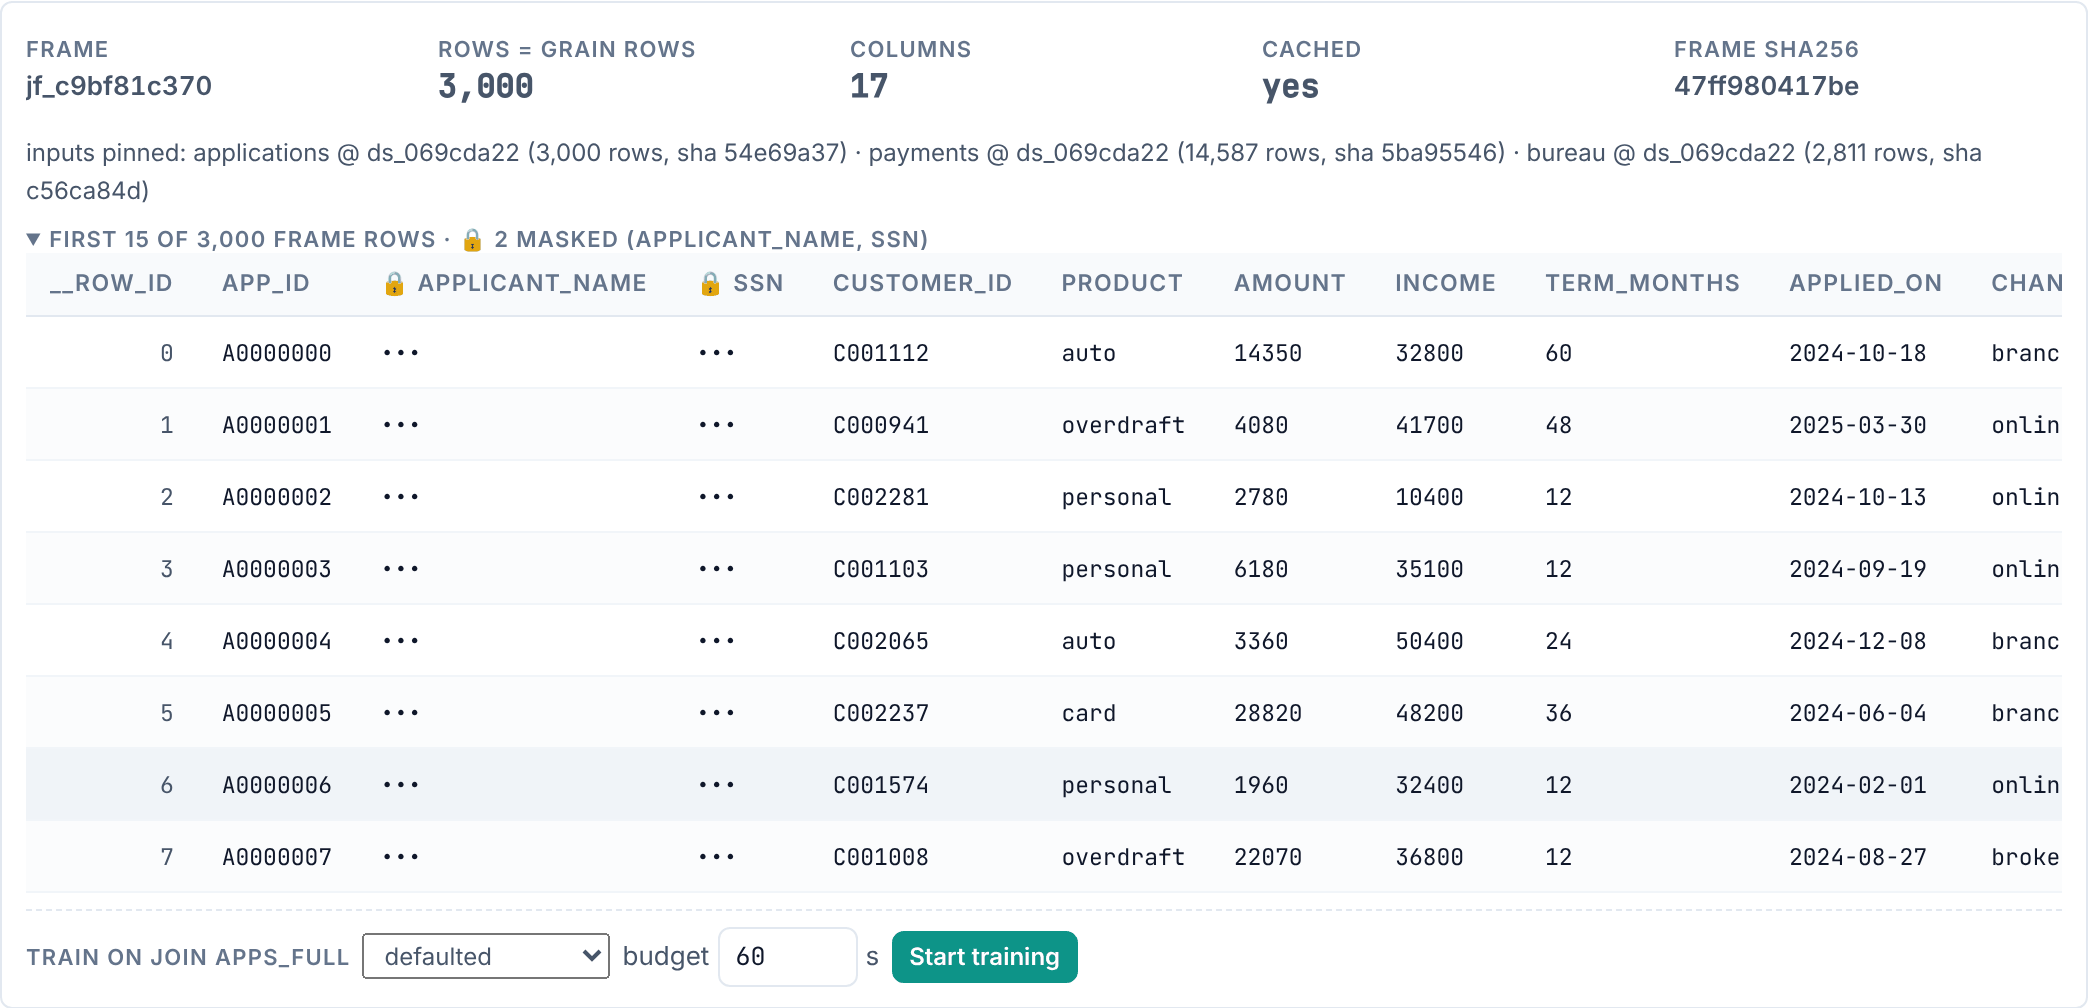 FRAME ROWS = GRAIN ROWS COLUMNS CACHED FRAME SHA256
jf_c9bf81c370 3,000 17 yes 47ff980417be
inputs pinned: applications @ ds_069cda22 (3,000 rows, sha 54e69a37) · payments @ ds_069cda22 (14,587 rows, sha 5ba95546) · bureau @ ds_069cda22 (2,811 rows, sha
c56ca84d)
▼ FIRST 15 OF 3,000 FRAME ROWS · 🔒 2 MASKED (APPLICANT_NAME, SSN)
__ROW_ID APP_ID 🔒 APPLICANT_NAME 🔒 SSN CUSTOMER_ID PRODUCT AMOUNT INCOME TERM_MONTHS APPLIED_ON CHAN
0 A0000000 ••• ••• C001112 auto 14350 32800 60 2024-10-18 branc
1 A0000001 ••• ••• C000941 overdraft 4080 41700 48 2025-03-30 onlin
2 A0000002 ••• ••• C002281 personal 2780 10400 12 2024-10-13 onlin
3 A0000003 ••• ••• C001103 personal 6180 35100 12 2024-09-19 onlin
4 A0000004 ••• ••• C002065 auto 3360 50400 24 2024-12-08 branc
5 A0000005 ••• ••• C002237 card 28820 48200 36 2024-06-04 branc
6 A0000006 ••• ••• C001574 personal 1960 32400 12 2024-02-01 onlin
7 A0000007 ••• ••• C001008 overdraft 22070 36800 12 2024-08-27 broke
TRAIN ON JOIN APPS_FULL defaulted budget 60 s Start training